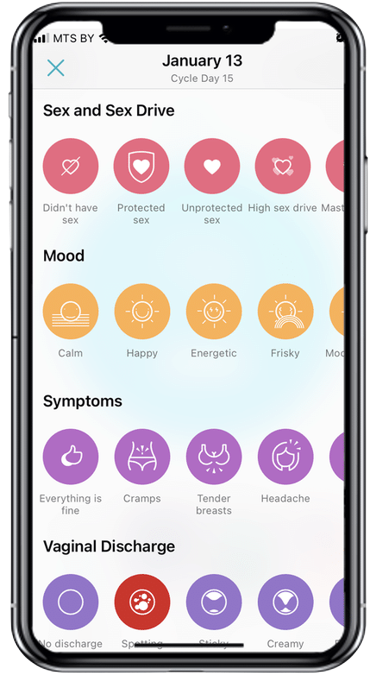 MTS BY
January 13
Cycle Day 15
Sex and Sex Drive
Didn't have sex
Protected sex
Unprotected sex
High sex drive
Mast
Mood
Calm
Happy
Energetic
Frisky
Moo
Symptoms
Everything is fine
Cramps
Tender breasts
Headache
Vaginal Discharge
No discharge
Spotting
Sticky
Creamy